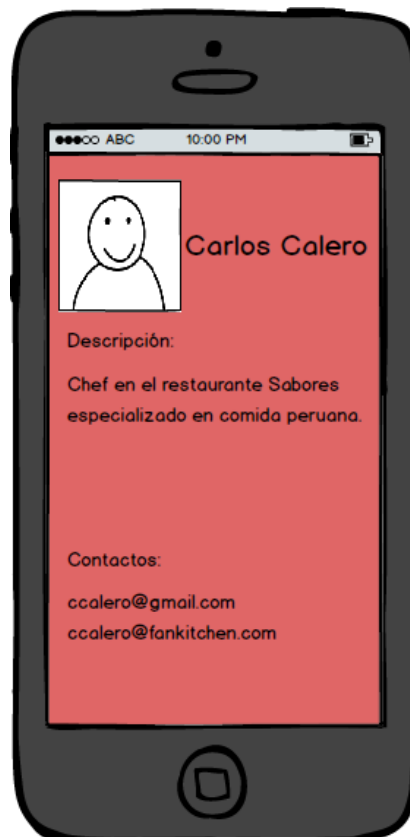 ABC 10:00 PM
Carlos Calero
Descripción:
Chef en el restaurante Sabores
especializado en comida peruana.
Contactos:
ccalero@gmail.com
ccalero@fankitchen.com